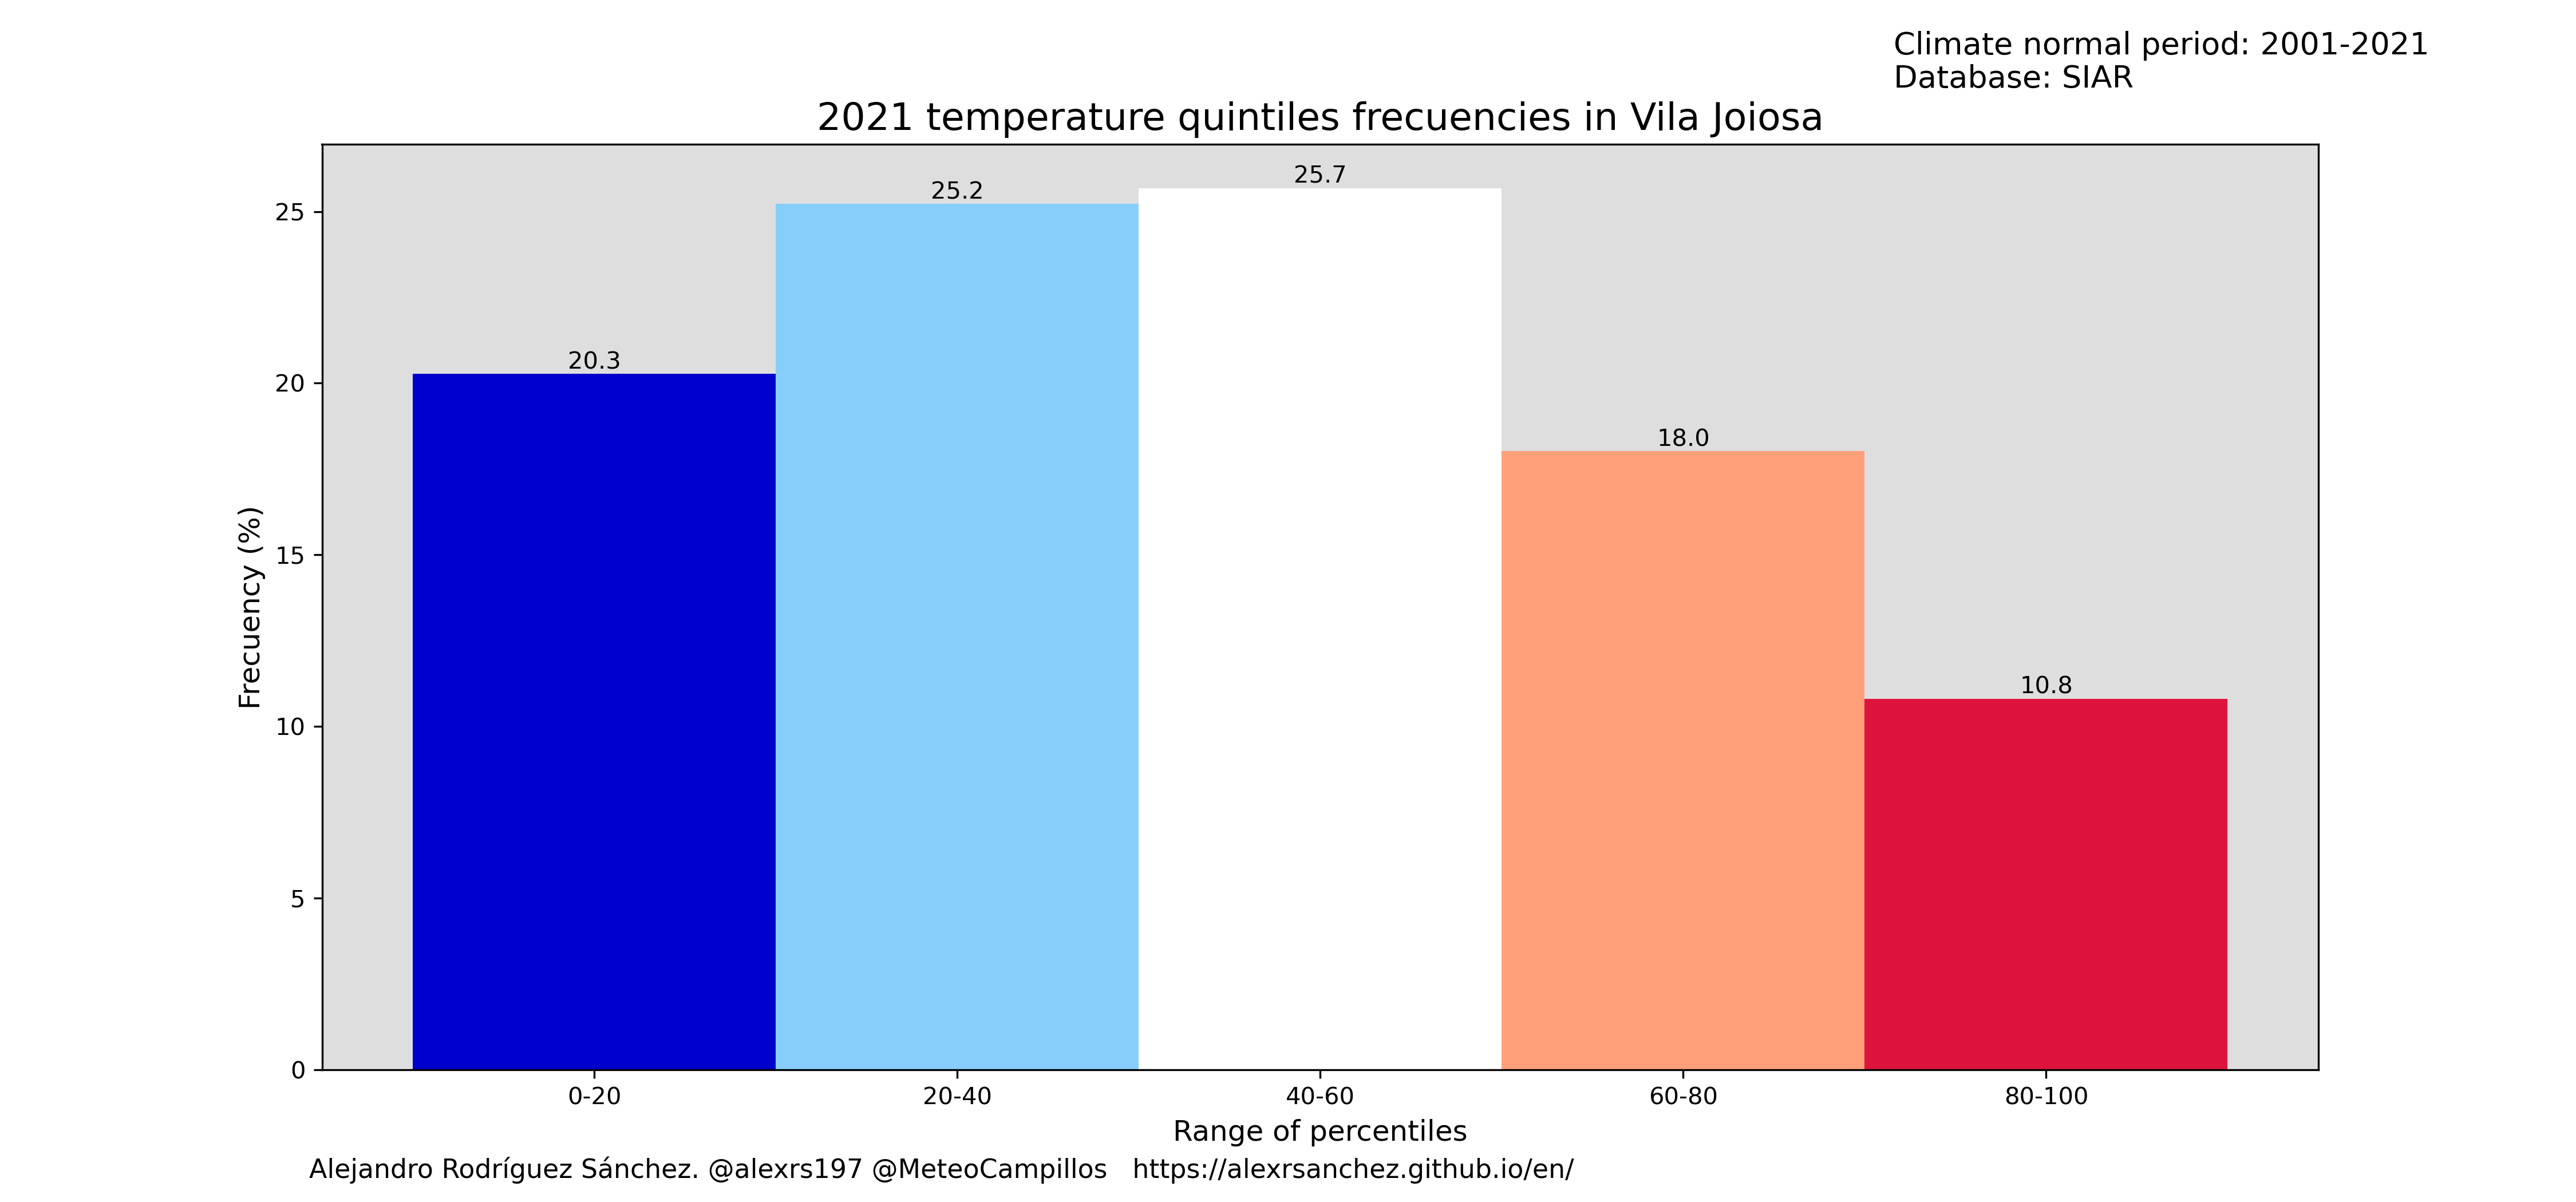 Climate normal period: 2001-2021
Database: SIAR
2021 temperature quintiles frecuencies in Vila Joiosa
Frecuency (%)
25
20
15
10
5
0
20.3
25.2
25.7
18.0
10.8
0-20
20-40
40-60
60-80
80-100
Range of percentiles
Alejandro Rodríguez Sánchez. @alexrs197 @MeteoCampillos   https://alexrsanchez.github.io/en/